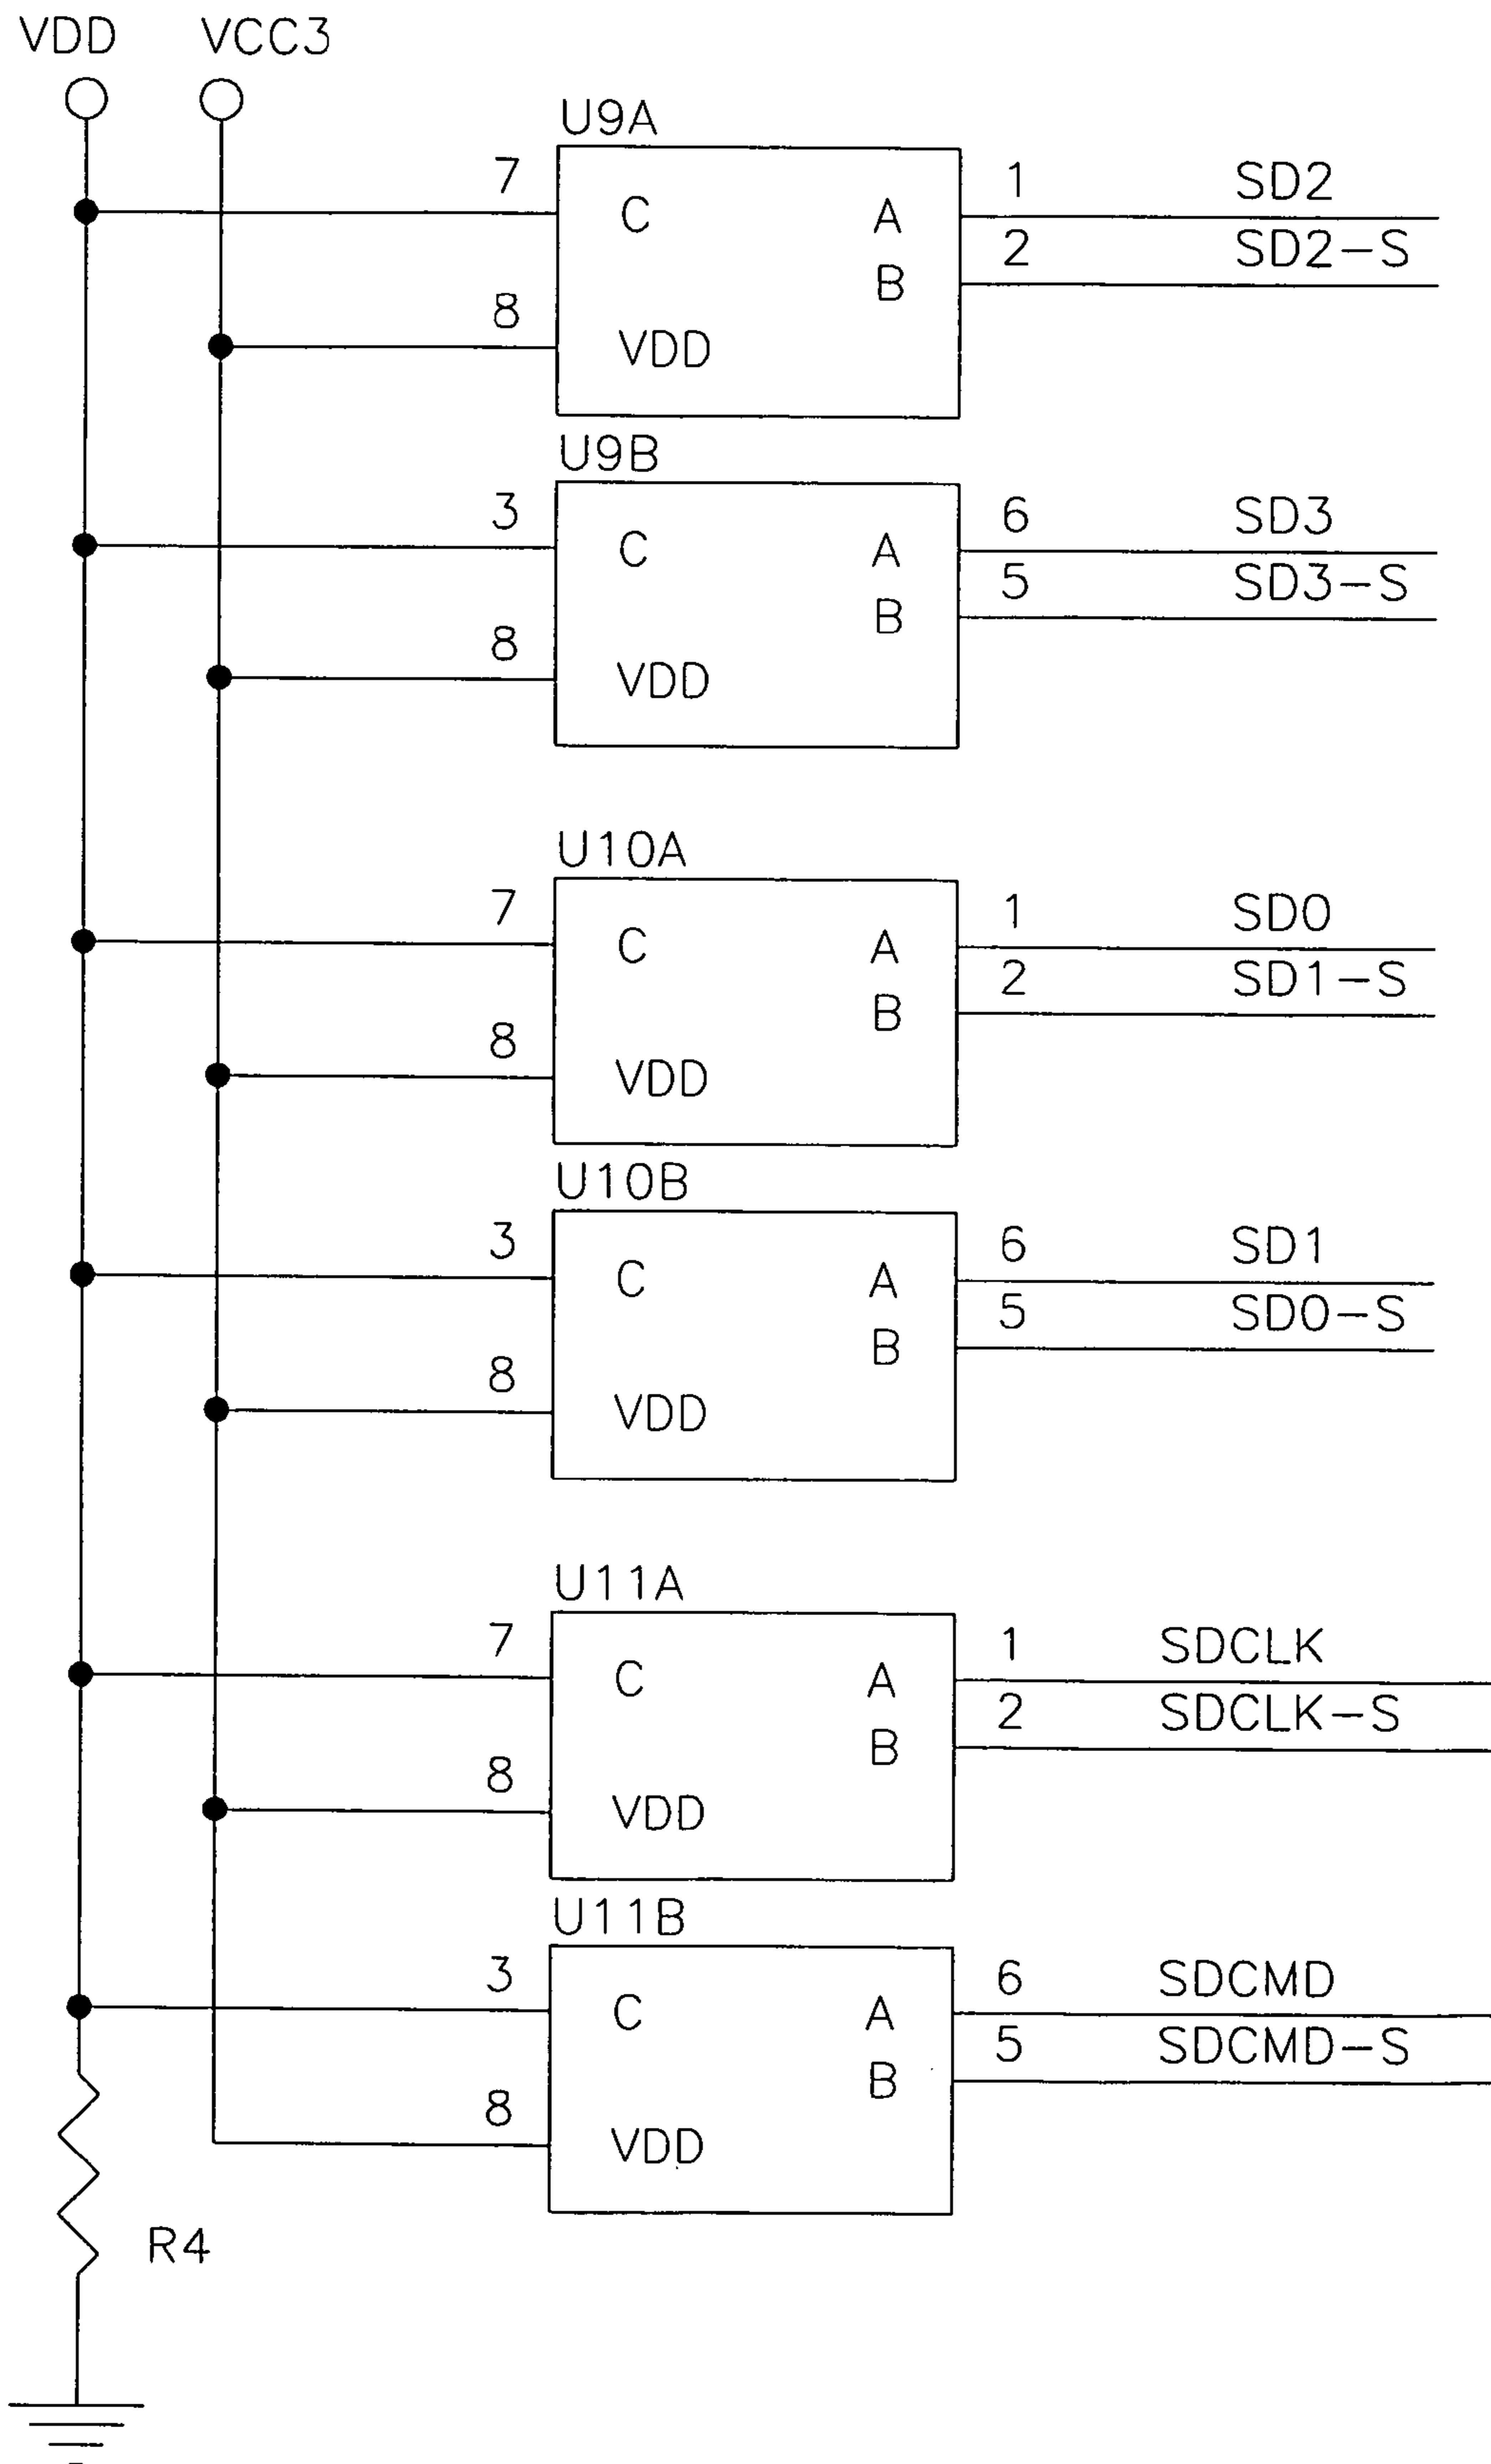 VDD VCC3
U9A
7 C A 1 SD2
B 2 SD2-S
8 VDD
U9B
3 C A 6 SD3
B 5 SD3-S
8 VDD
U10A
7 C A 1 SD0
B 2 SD1-S
8 VDD
U10B
3 C A 6 SD1
B 5 SD0-S
8 VDD
U11A
7 C A 1 SDCLK
B 2 SDCLK-S
8 VDD
U11B
3 C A 6 SDCMD
B 5 SDCMD-S
8 VDD
R4